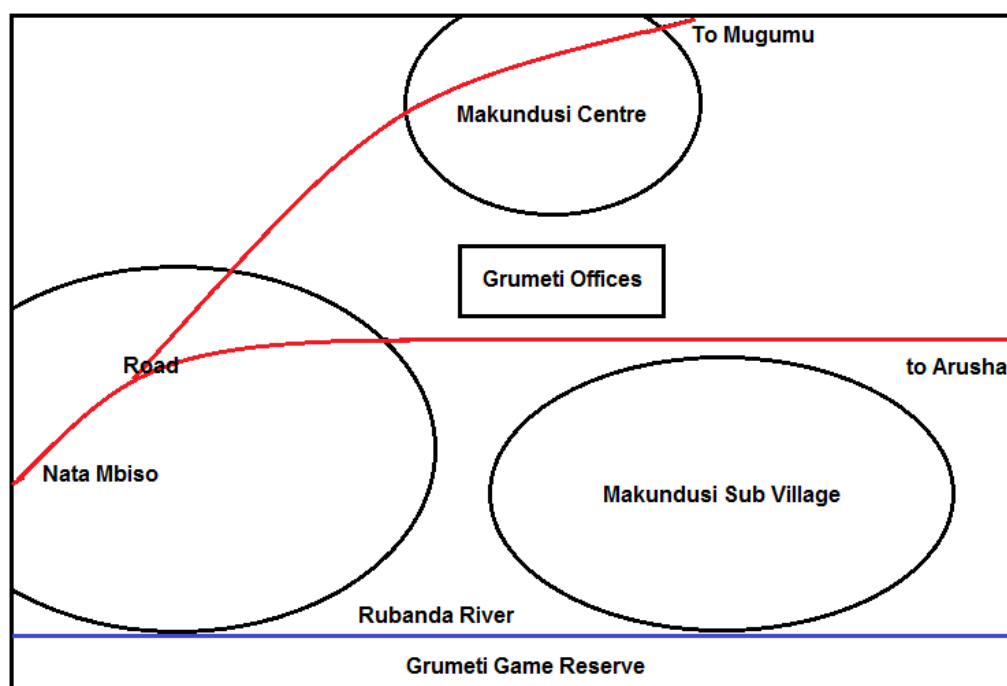 To Mugumu
Makundusi Centre
Grumeti Offices
Road
to Arusha
Nata Mbiso
Makundusi Sub Village
Rubanda River
Grumeti Game Reserve